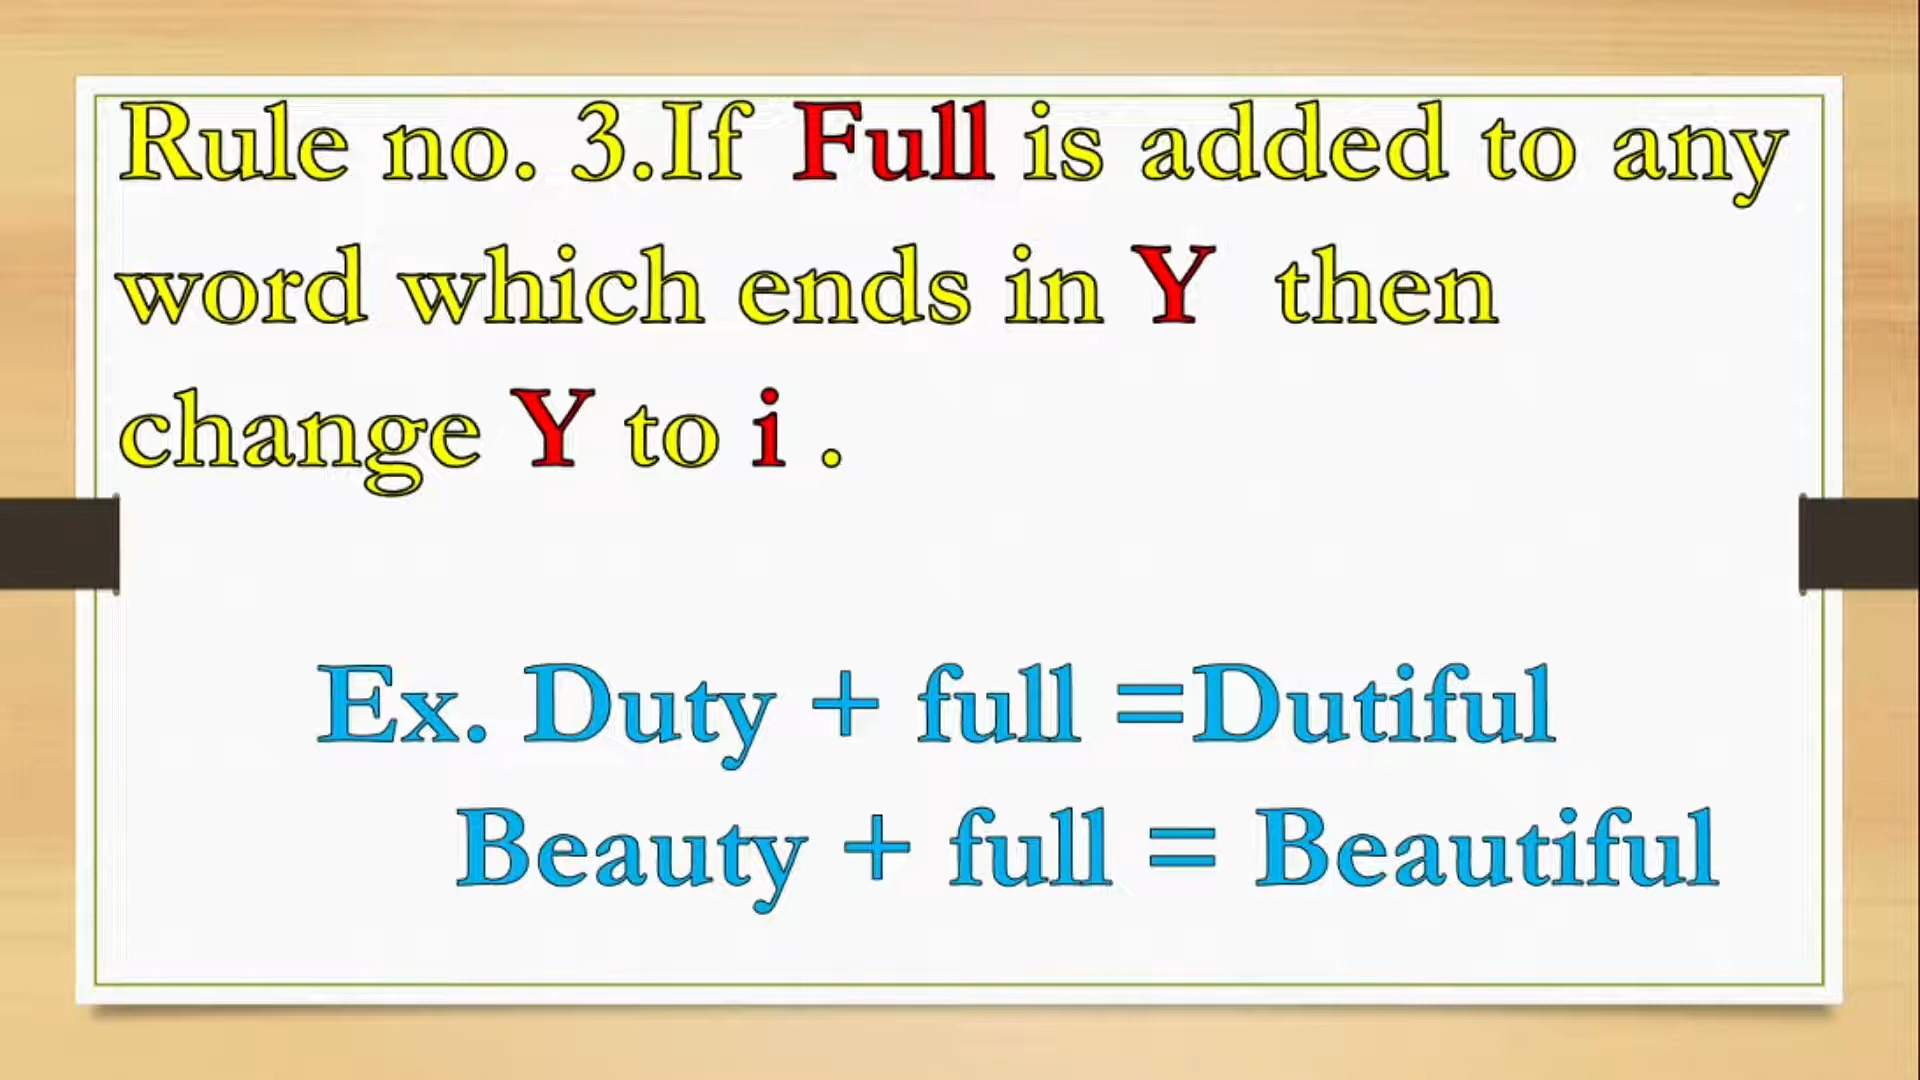 Rule no. 3.If Full is added to any
word which ends in Y then
change Y to i .
Ex. Duty + full =Dutiful
Beauty + full = Beautiful